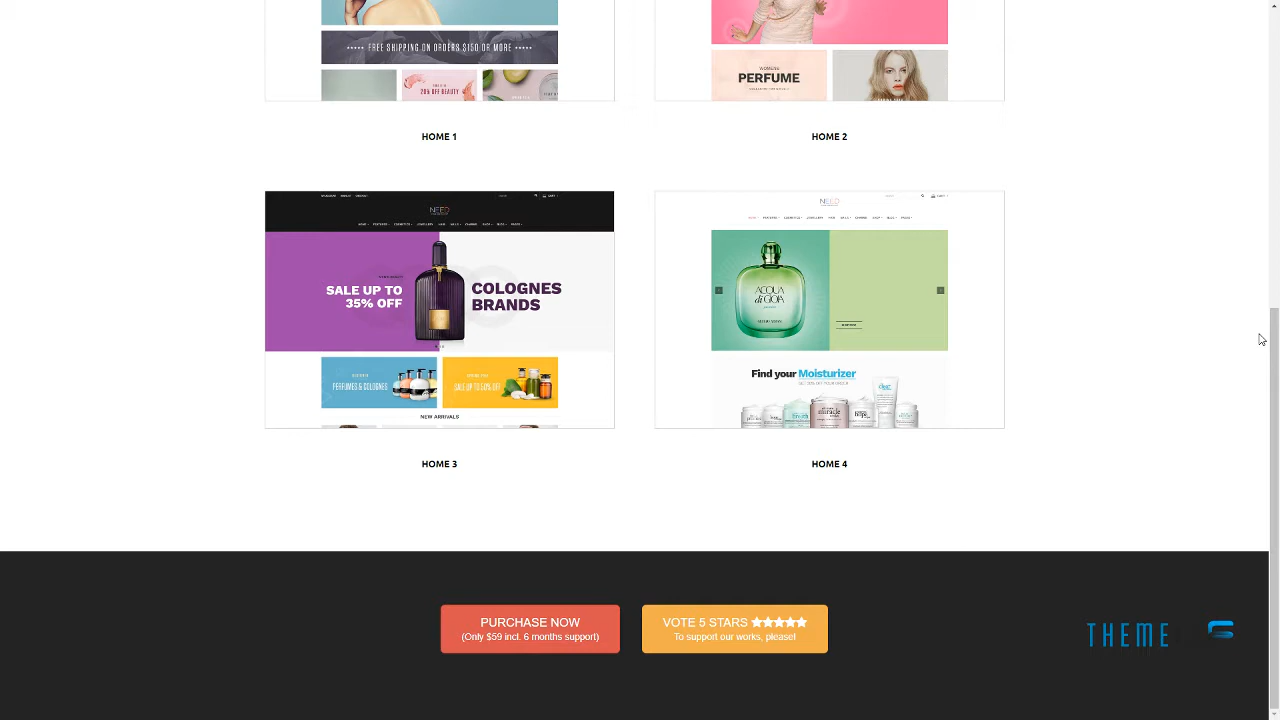 ★★★★★ FREE SHIPPING ON ORDERS $150 OR MORE ★★★★★
20% OFF BEAUTY
WOMENS
PERFUME
HOME 1
HOME 2
NEED
SALE UP TO
35% OFF
COLOGNES
BRANDS
PERFUMES & COLOGNES
SALE UP TO 50% OFF
NEW ARRIVALS
NEED
ACQUA
di GIOIA
Find your Moisturizer
HOME 3
HOME 4
PURCHASE NOW
(Only $59 incl. 6 months support)
VOTE 5 STARS ★★★★★
To support our works, please!
THEME